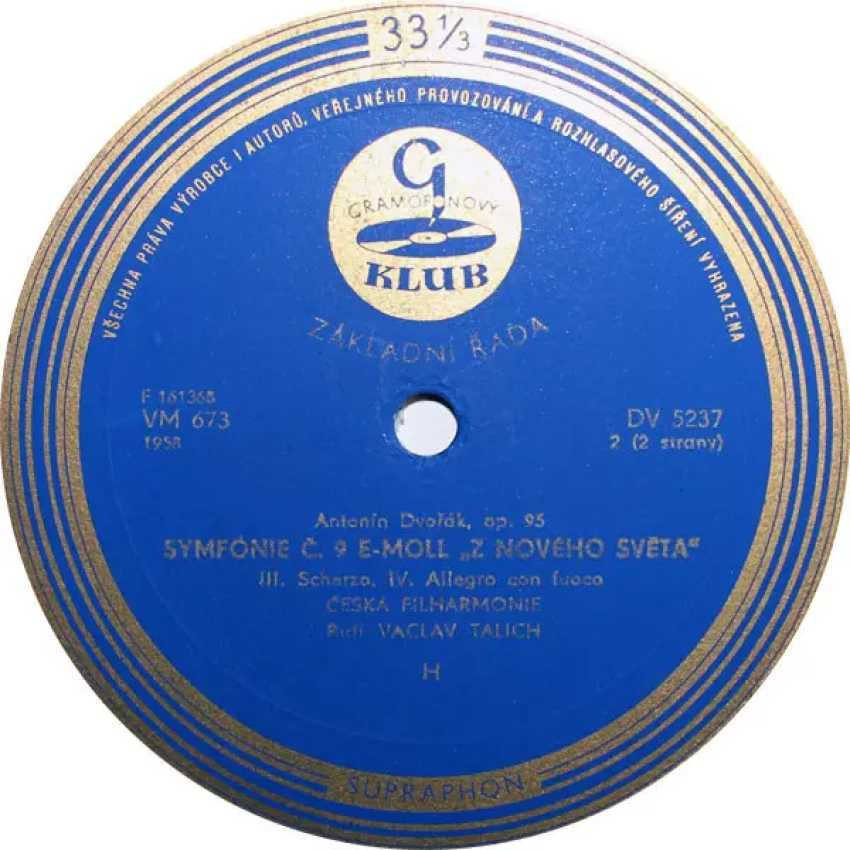 33 1/3
VŠECHNA PRÁVA VÝROBCE I AUTORŮ, VEŘEJNÉHO PROVOZOVÁNÍ A ROZHLASOVÉHO ŠÍŘENÍ VYHRAZENA
G
GRAMOFONOVÝ
KLUB
ZÁKLADNÍ ŘADA
F 161368
VM 673
1958
DV 5237
2 (2 strany)
Antonín Dvořák, op. 95
SYMFONIE Č. 9 E-MOLL „Z NOVÉHO SVĚTA“
III. Scherzo, IV. Allegro con fuoco
ČESKÁ FILHARMONIE
Řídí VÁCLAV TALICH
H
SUPRAPHON